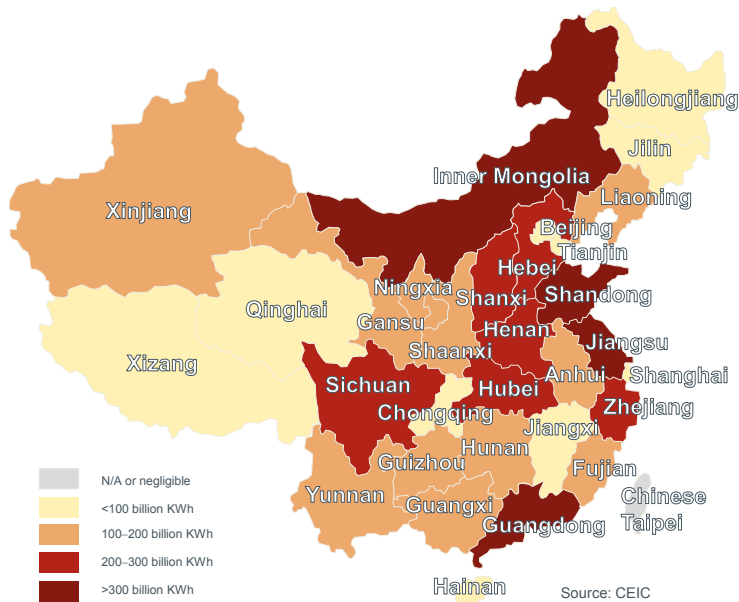 Heilongjiang
Jilin
Inner Mongolia
Liaoning
Xinjiang
Beijing
Tianjin
Hebei
Ningxia
Shanxi
Shandong
Qinghai
Gansu
Henan
Jiangsu
Shaanxi
Xizang
Anhui
Shanghai
Sichuan
Hubei
Zhejiang
Chongqing
Jiangxi
Hunan
Guizhou
Fujian
Yunnan
Guangxi
Chinese
Taipei
Guangdong
Hainan
N/A or negligible
<100 billion KWh
100–200 billion KWh
200–300 billion KWh
>300 billion KWh
Source: CEIC